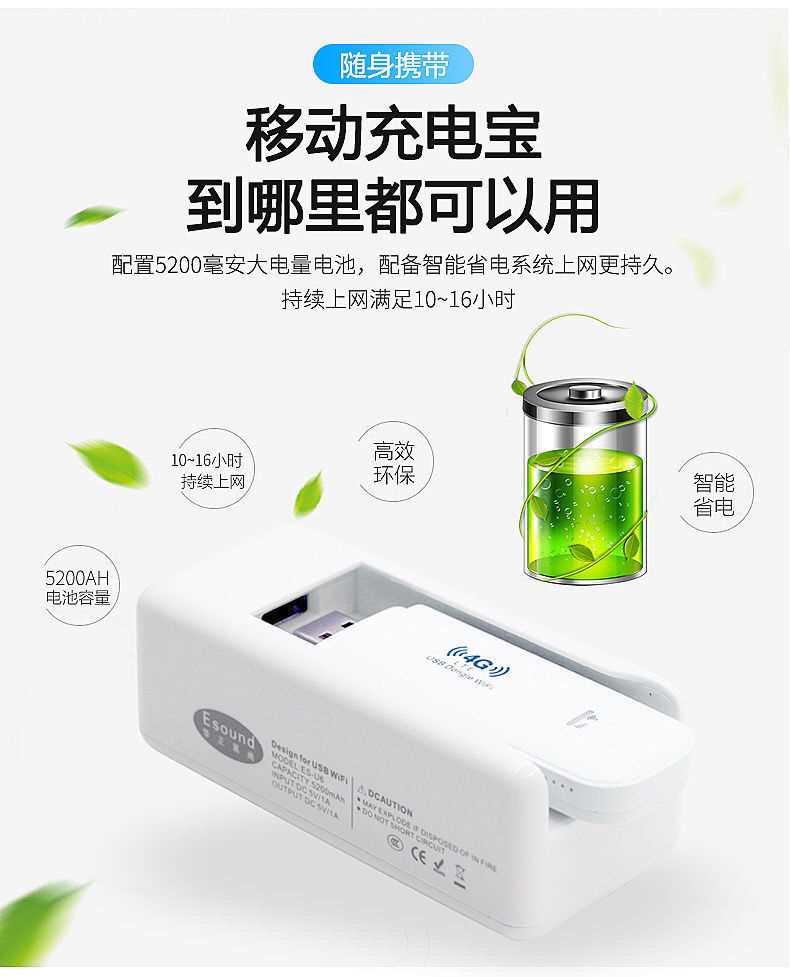 随身携带
移动充电宝
到哪里都可以用
配置5200毫安大电量电池，配备智能省电系统上网更持久。
持续上网满足10~16小时
10~16小时
持续上网
高效
环保
智能
省电
5200AH
电池容量
4G
LTE
USB Dongle WiFi
Esound
Design for USB WiFi
MODEL:ES-U6
CAPACITY:5200mAh
INPUT:DC 5V/1A
OUTPUT:DC 5V/1A
DCAUTION
MAY EXPLODE IF DISPOSED OF IN FIRE
DO NOT SHORT CIRCUIT
CE